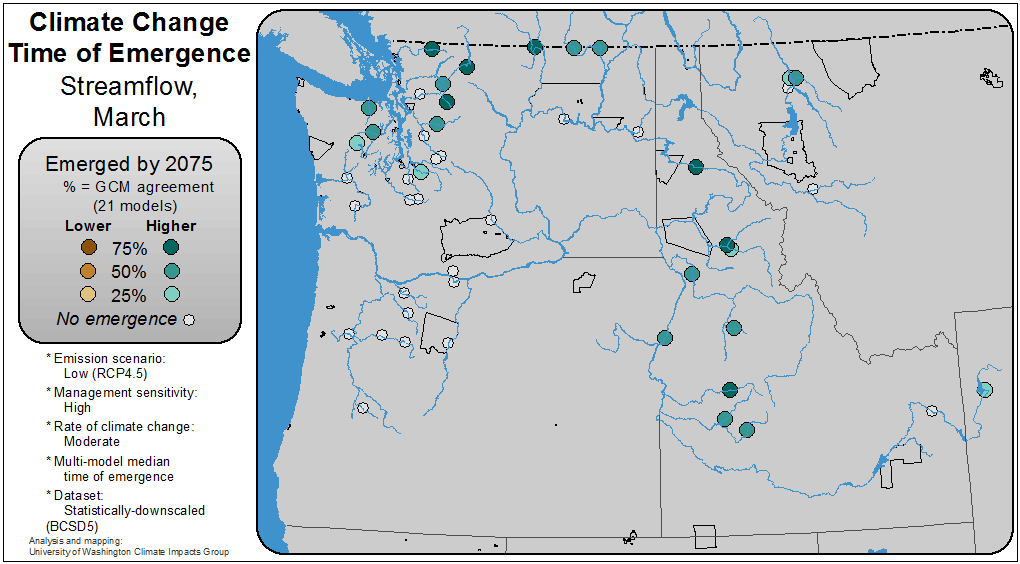 Climate Change
Time of Emergence
Streamflow,
March
Emerged by 2075
% = GCM agreement
(21 models)
Lower Higher
75%
50%
25%
No emergence
* Emission scenario:
Low (RCP4.5)
* Management sensitivity:
High
* Rate of climate change:
Moderate
* Multi-model median
time of emergence
* Dataset:
Statistically-downscaled
(BCSD5)
Analysis and mapping:
University of Washington Climate Impacts Group